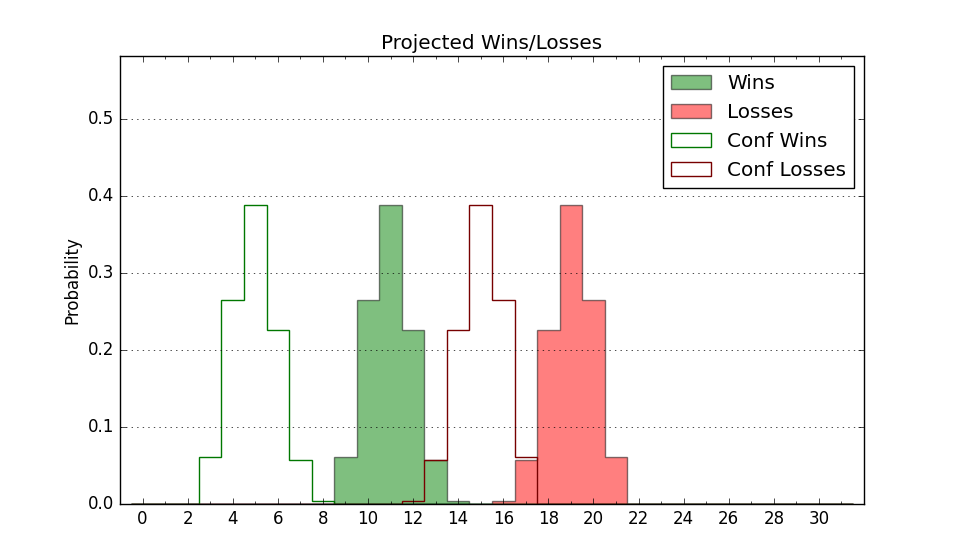 Projected Wins/Losses
Wins
Losses
Conf Wins
Conf Losses
Probability
0.5
0.4
0.3
0.2
0.1
0.0
0 2 4 6 8 10 12 14 16 18 20 22 24 26 28 30